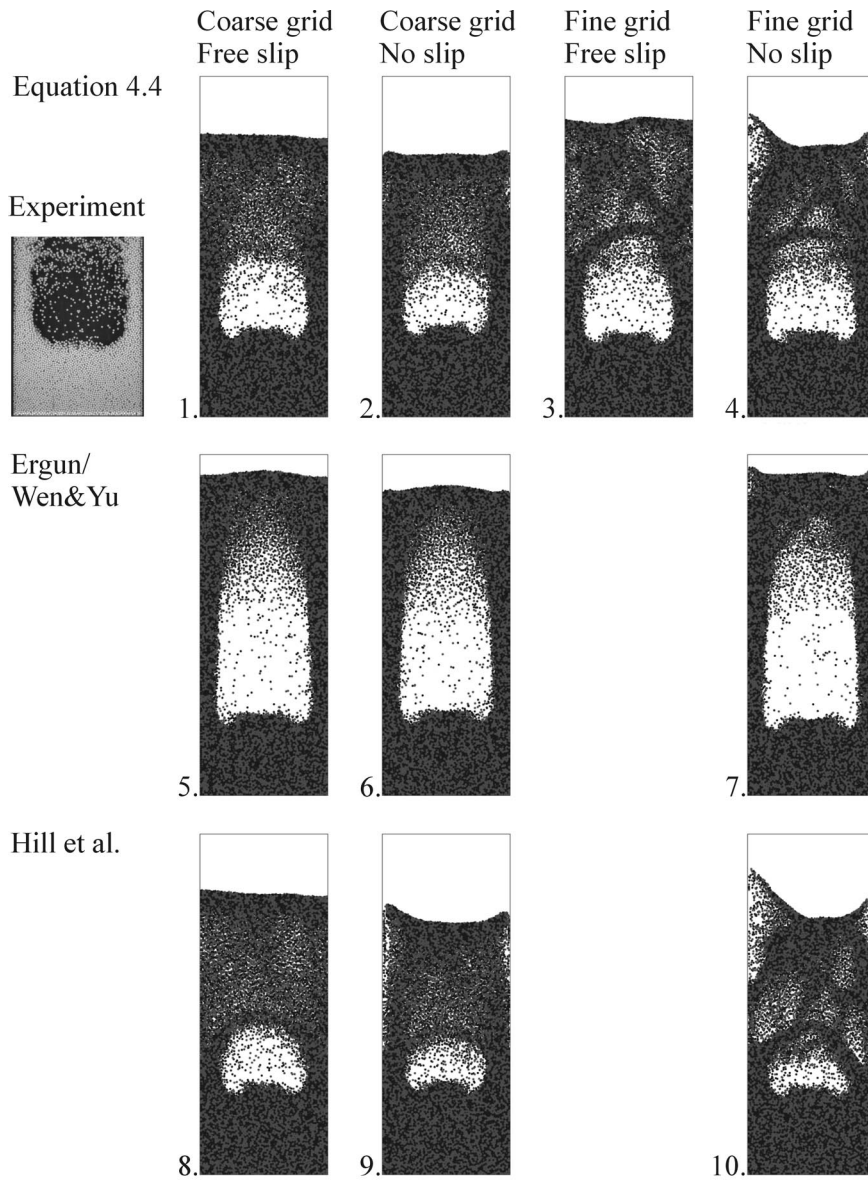 Coarse grid
Free slip
Coarse grid
No slip
Fine grid
Free slip
Fine grid
No slip
Equation 4.4
Experiment
1.
2.
3.
4.
Ergun/
Wen&Yu
5.
6.
7.
Hill et al.
8.
9.
10.